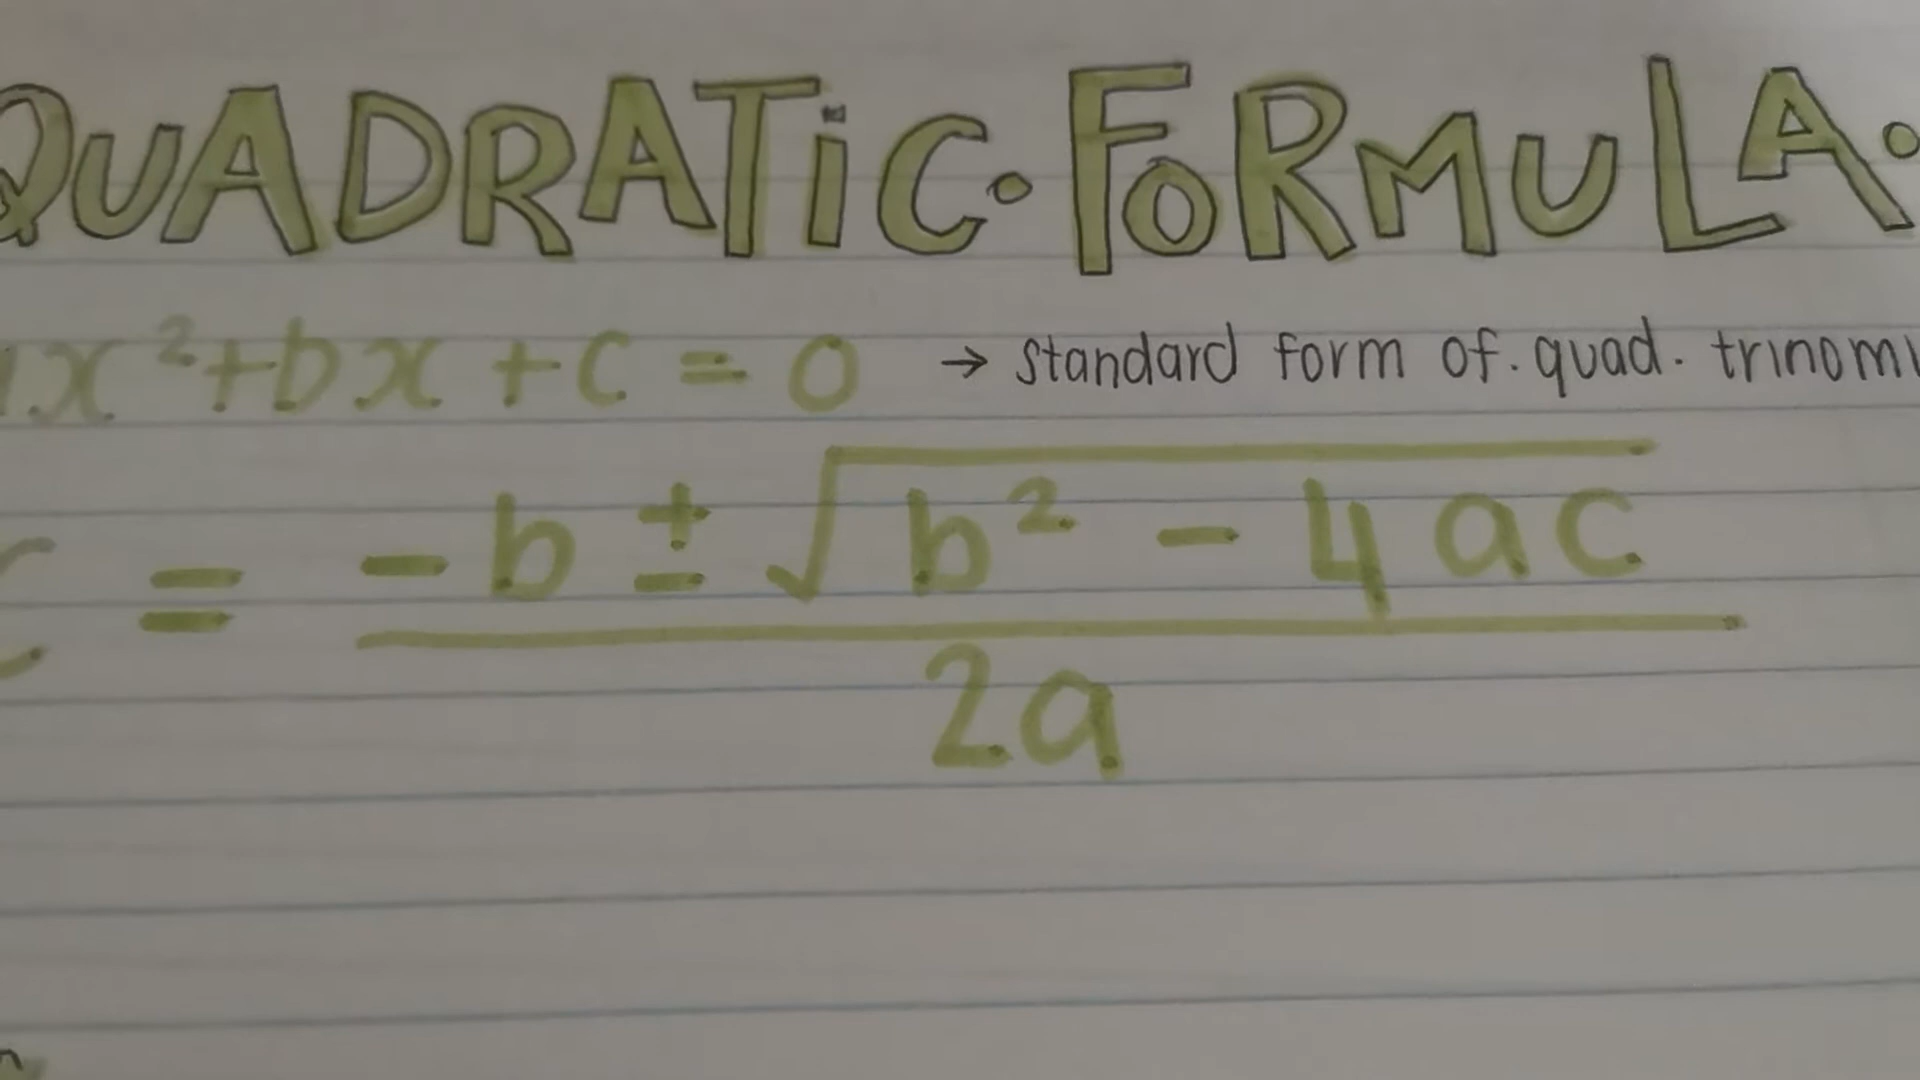 QUADRATiC·FORMULA·
x²+bx+c=0 → standard form of. quad. trinomi
= -b ± √b² - 4ac
2a